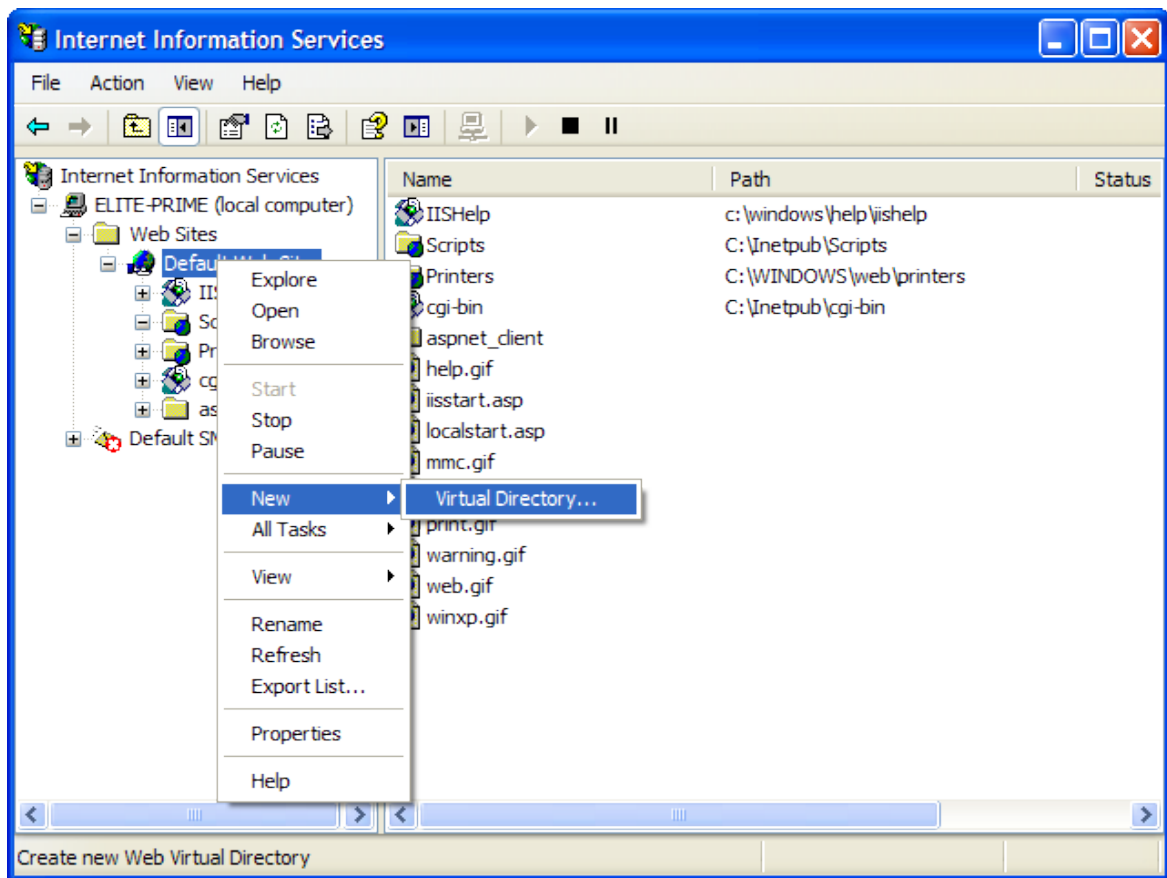 Internet Information Services
File Action View Help
Internet Information Services
ELITE-PRIME (local computer)
Web Sites
Default Web
Default
Explore
Open
Browse
Start
Stop
Pause
New
All Tasks
View
Rename
Refresh
Export List...
Properties
Help
Virtual Directory...
Name Path Status
IISHelp c:\windows\help\iishelp
Scripts C:\Inetpub\Scripts
Printers C:\WINDOWS\web\printers
cgi-bin C:\Inetpub\cgi-bin
aspnet_client
help.gif
iisstart.asp
localstart.asp
mmc.gif
print.gif
warning.gif
web.gif
winxp.gif
Create new Web Virtual Directory